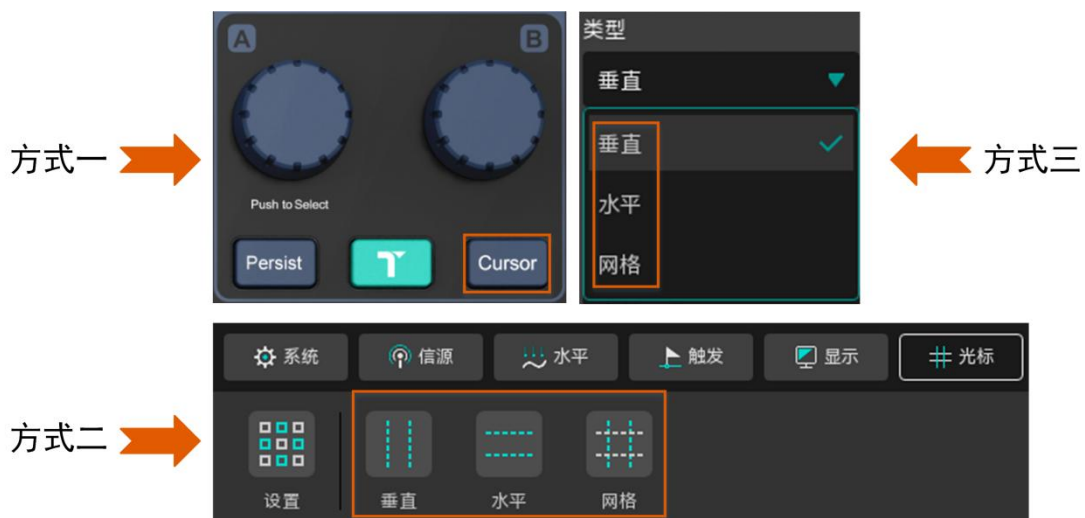 A
B
Push to Select
Persist
Cursor
方式一
类型
垂直
垂直
水平
网格
方式三
系统
信源
水平
触发
显示
光标
方式二
设置
垂直
水平
网格